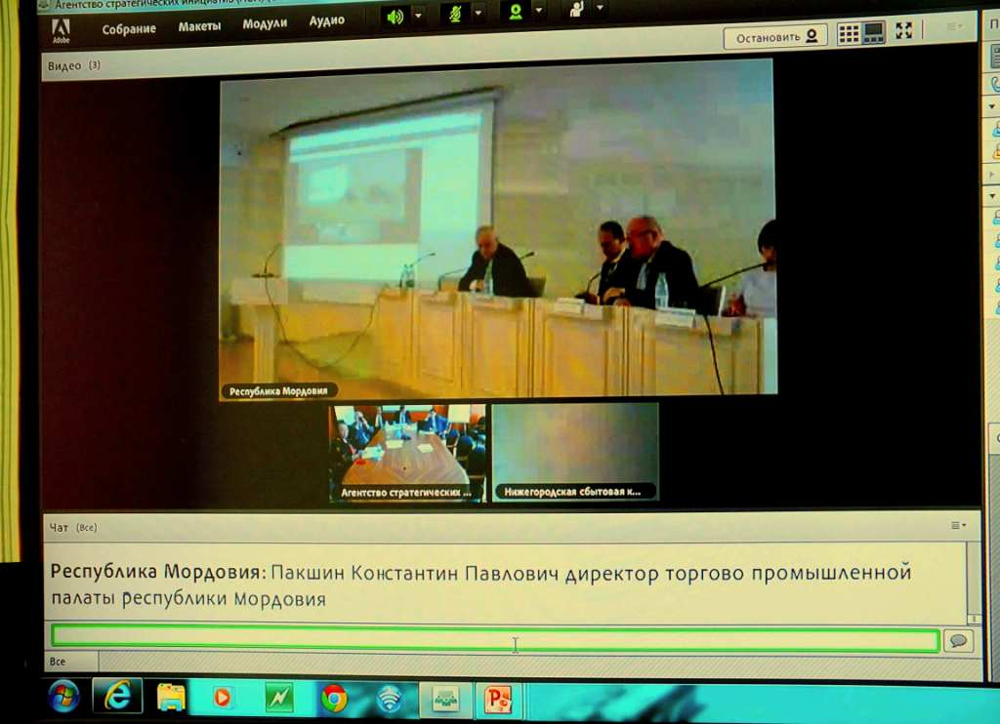 Агентство стратегических инициатив
Adobe
Собрание Макеты Модули Аудио
Остановить
Видео (3)
Республика Мордовия
Агентство стратегических ...
Нижегородская сбытовая к...
Чат (Все)
Республика Мордовия: Пакшин Константин Павлович директор торгово промышленной
палаты республики Мордовия
Все